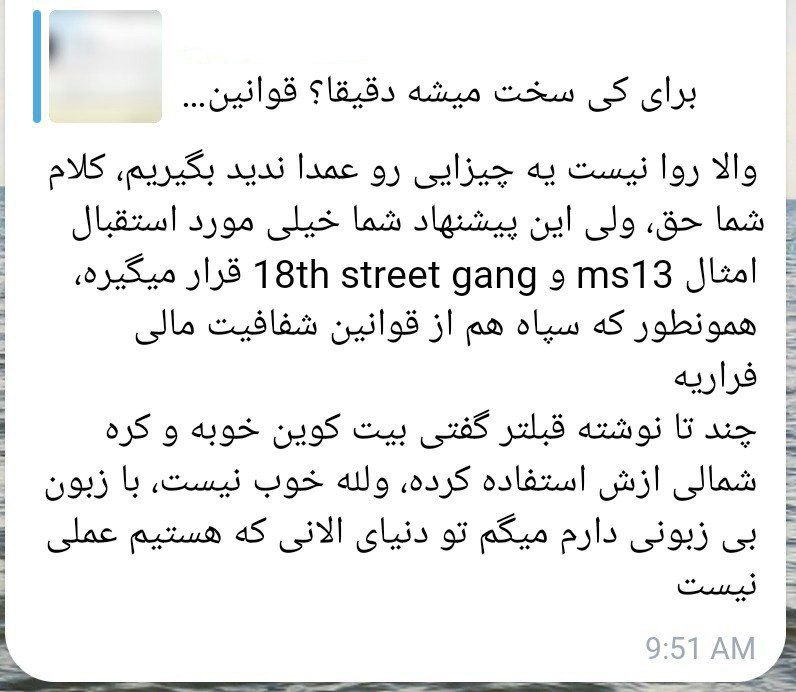 برای کی سخت میشه دقیقا؟ قوانین...
والا روا نیست یه چیزایی رو عمدا ندید بگیریم، کلام
شما حق، ولی این پیشنهاد شما خیلی مورد استقبال
امثال ms13 و 18th street gang قرار میگیره،
همونطور که سپاه هم از قوانین شفافیت مالی
فراریه
چند تا نوشته قبلتر گفتی بیت کوین خوبه و کره
شمالی ازش استفاده کرده، ولله خوب نیست، با زبون
بی زبونی دارم میگم تو دنیای الانی که هستیم عملی
نیست
9:51 AM